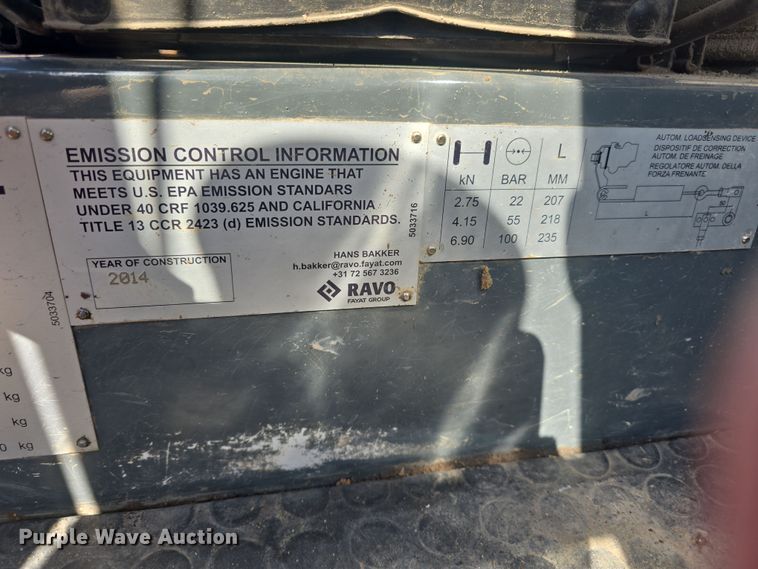 EMISSION CONTROL INFORMATION
THIS EQUIPMENT HAS AN ENGINE THAT
MEETS U.S. EPA EMISSION STANDARS
UNDER 40 CRF 1039.625 AND CALIFORNIA
TITLE 13 CCR 2423 (d) EMISSION STANDARDS.
5033716
HANS BAKKER
h.bakker@ravo.fayat.com
+31 72 567 3236
YEAR OF CONSTRUCTION
2014
RAVO
FAYAT GROUP
5033704
kg
kg
0 kg
L
kN BAR MM
2.75 22 207
4.15 55 218
6.90 100 235
AUTOM. LOADSENSING DEVICE
DISPOSITIF DE CORRECTION
AUTOM. DE FREINAGE
REGOLATORE AUTOM. DELLA
FORZA FRENANTE.
L
Purple Wave Auction